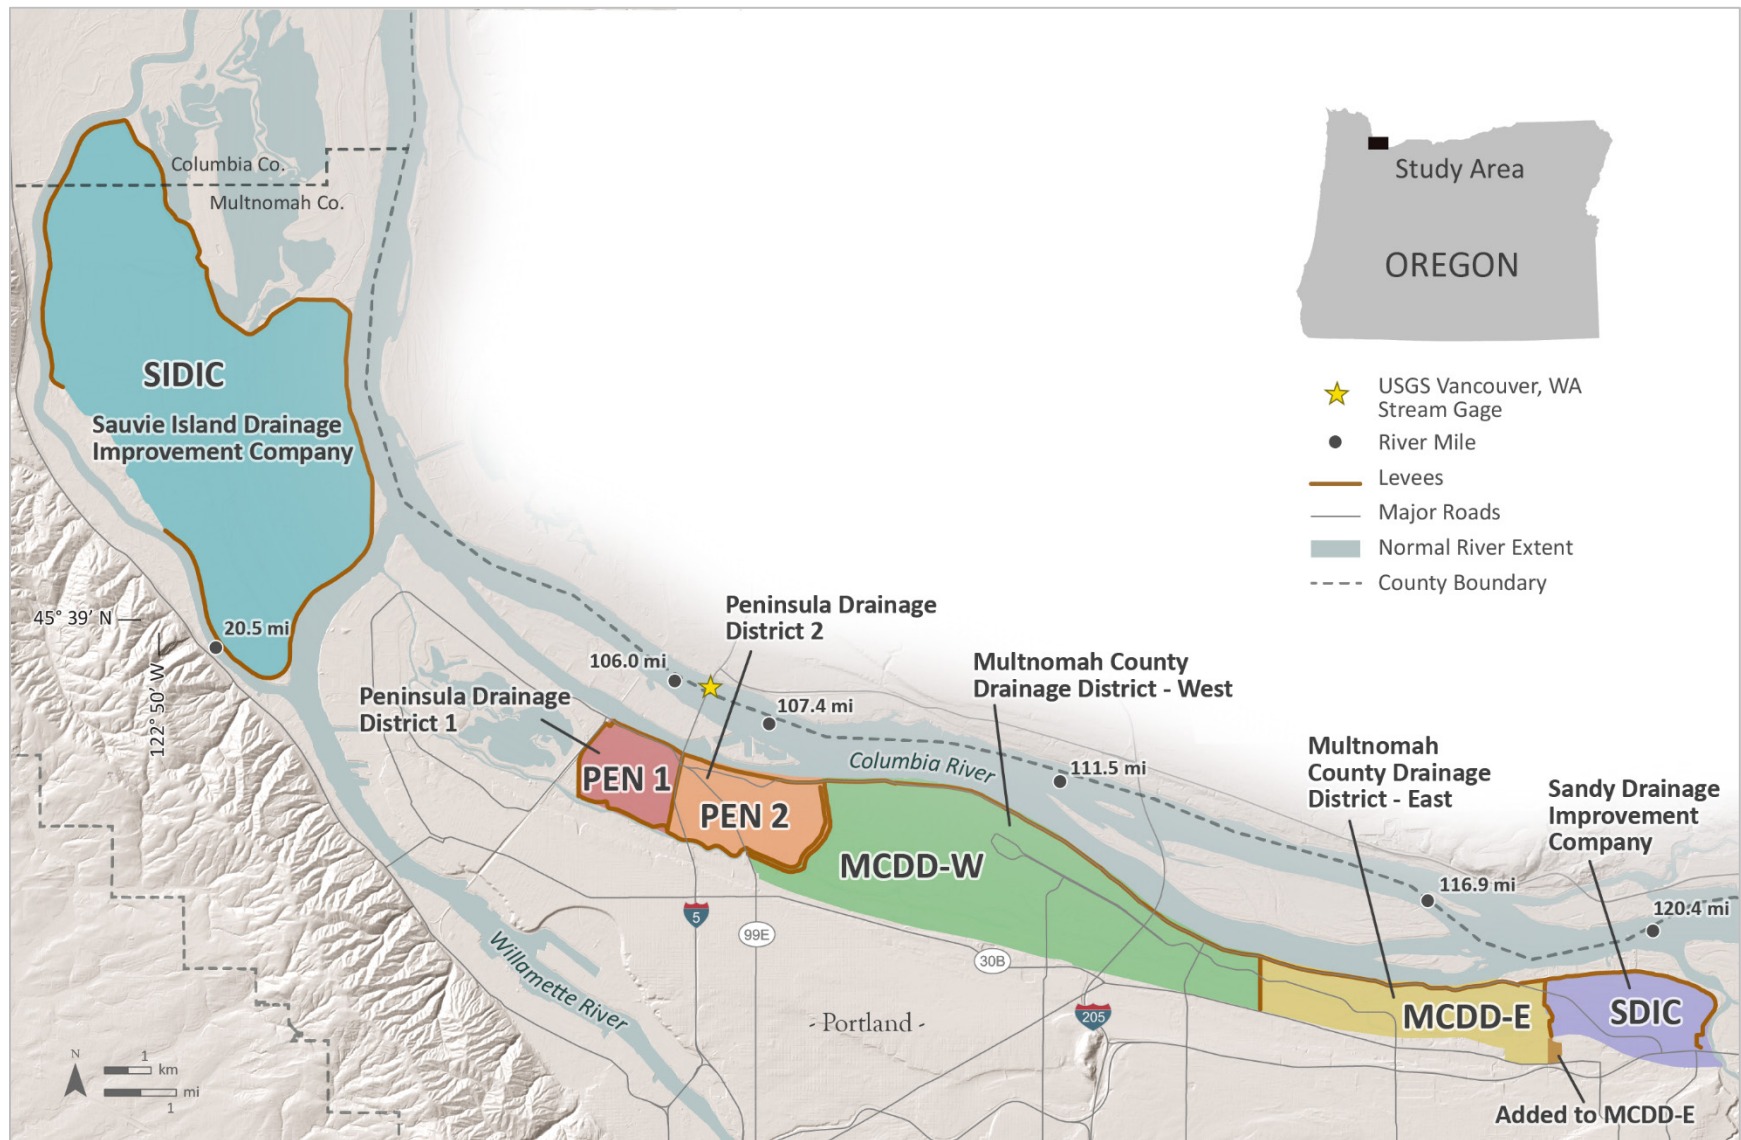 Columbia Co.
Multnomah Co.
Study Area
OREGON
USGS Vancouver, WA
Stream Gage
River Mile
Levees
Major Roads
Normal River Extent
County Boundary
SIDIC
Sauvie Island Drainage
Improvement Company
45° 39' N
122° 50' W
20.5 mi
Peninsula Drainage
District 1
Peninsula Drainage
District 2
106.0 mi
107.4 mi
Multnomah County
Drainage District - West
Columbia River
111.5 mi
Multnomah
County Drainage
District - East
Sandy Drainage
Improvement
Company
PEN 1
PEN 2
MCDD-W
116.9 mi
120.4 mi
5
99E
30B
205
Willamette River
- Portland -
MCDD-E
SDIC
Added to MCDD-E
N
1
km
mi
1